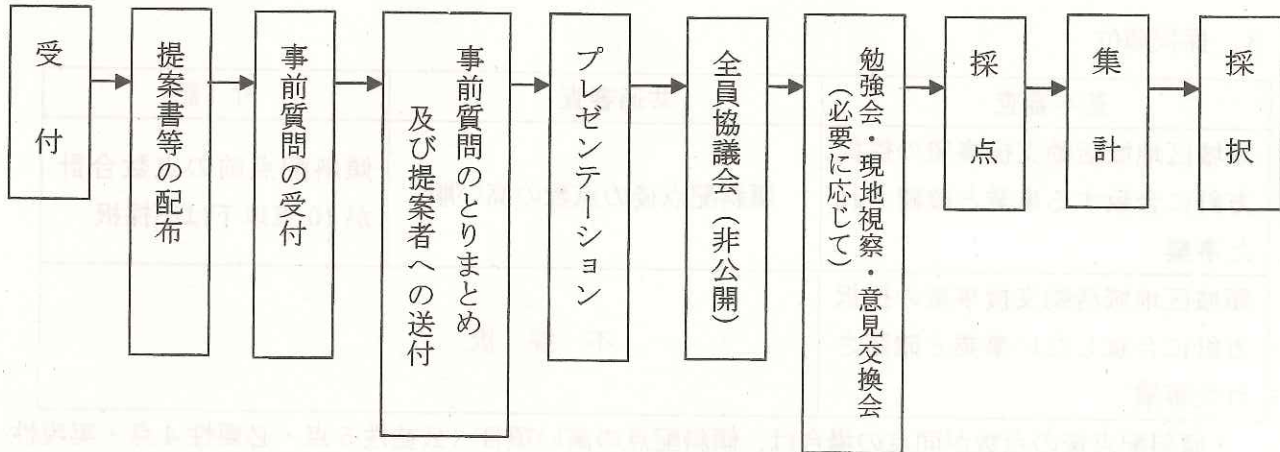 受付
提案書等の配布
事前質問の受付
事前質問のとりまとめ
及び提案者への送付
プレゼンテーション
全員協議会（非公開）
勉強会・現地視察・意見交換会
（必要に応じて）
採点
集計
採択